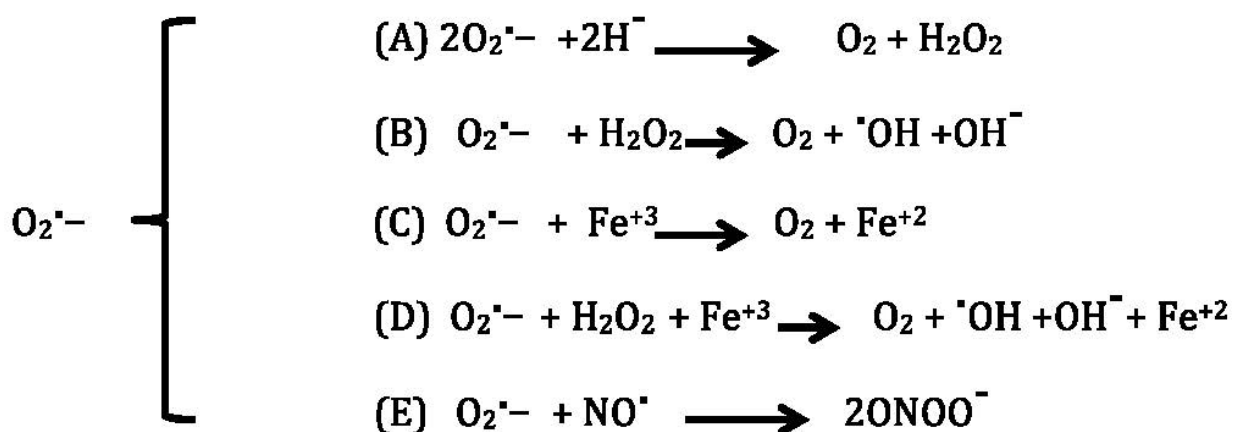 (A) 2O₂•– +2H⁻ ⟶ O₂ + H₂O₂
(B) O₂•– + H₂O₂ ⟶ O₂ + •OH +OH⁻
O₂•– (C) O₂•– + Fe⁺³ ⟶ O₂ + Fe⁺²
(D) O₂•– + H₂O₂ + Fe⁺³ ⟶ O₂ + •OH +OH⁻+ Fe⁺²
(E) O₂•– + NO• ⟶ 2ONOO⁻